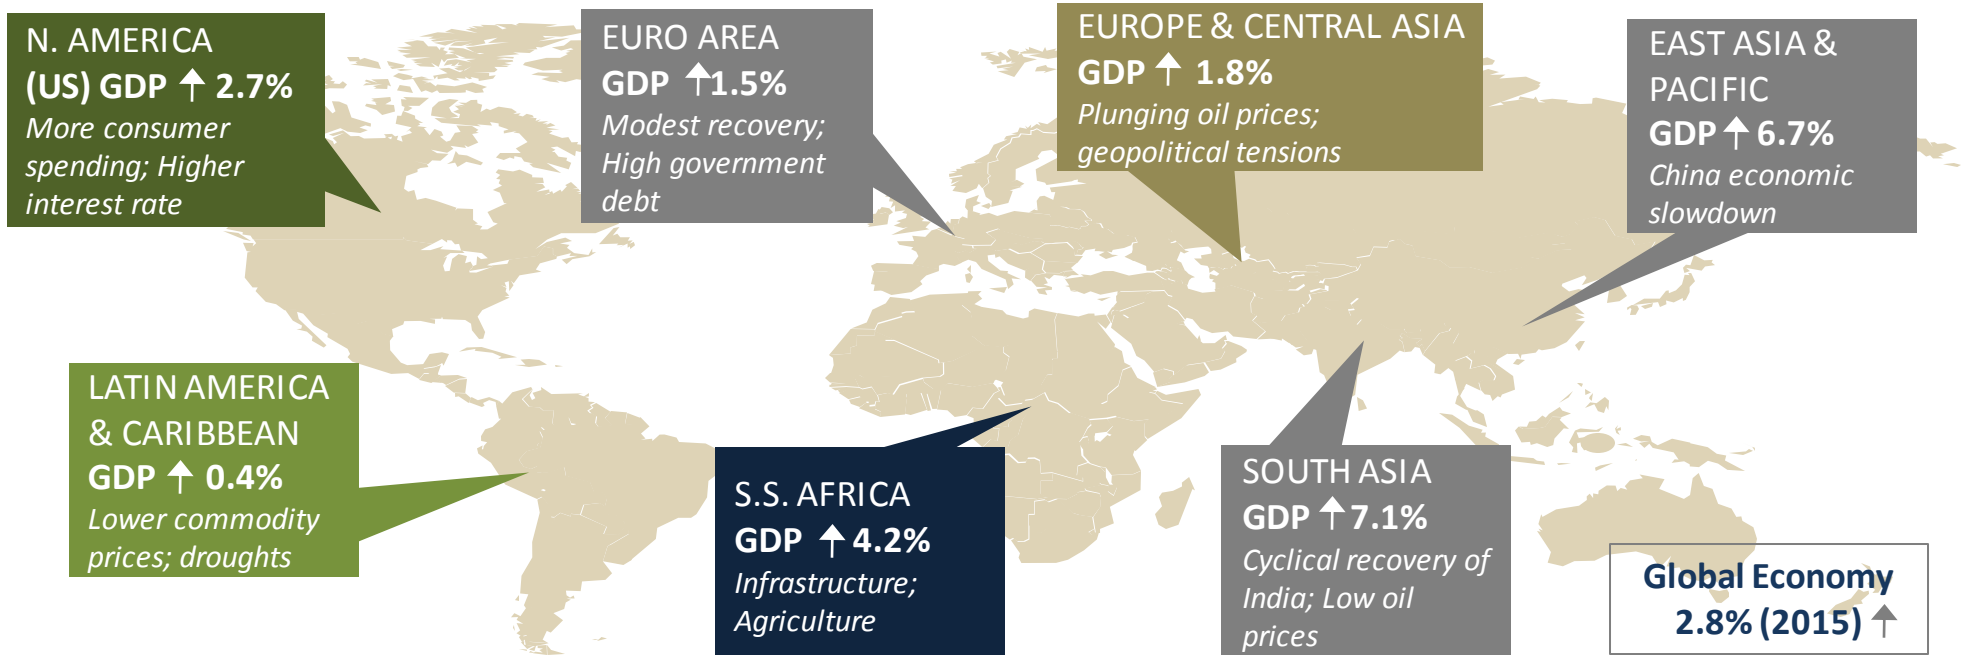 N. AMERICA
(US) GDP ↑ 2.7%
More consumer
spending; Higher
interest rate
EURO AREA
GDP ↑1.5%
Modest recovery;
High government
debt
EUROPE & CENTRAL ASIA
GDP ↑ 1.8%
Plunging oil prices;
geopolitical tensions
EAST ASIA &
PACIFIC
GDP ↑ 6.7%
China economic
slowdown
LATIN AMERICA
& CARIBBEAN
GDP ↑ 0.4%
Lower commodity
prices; droughts
S.S. AFRICA
GDP ↑ 4.2%
Infrastructure;
Agriculture
SOUTH ASIA
GDP ↑ 7.1%
Cyclical recovery of
India; Low oil
prices
Global Economy
2.8% (2015) ↑